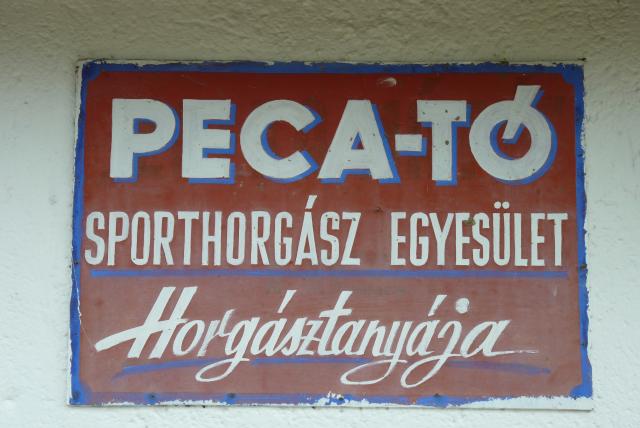 PECA-TÓ
SPORTHORGÁSZ EGYESÜLET
Horgásztanyája